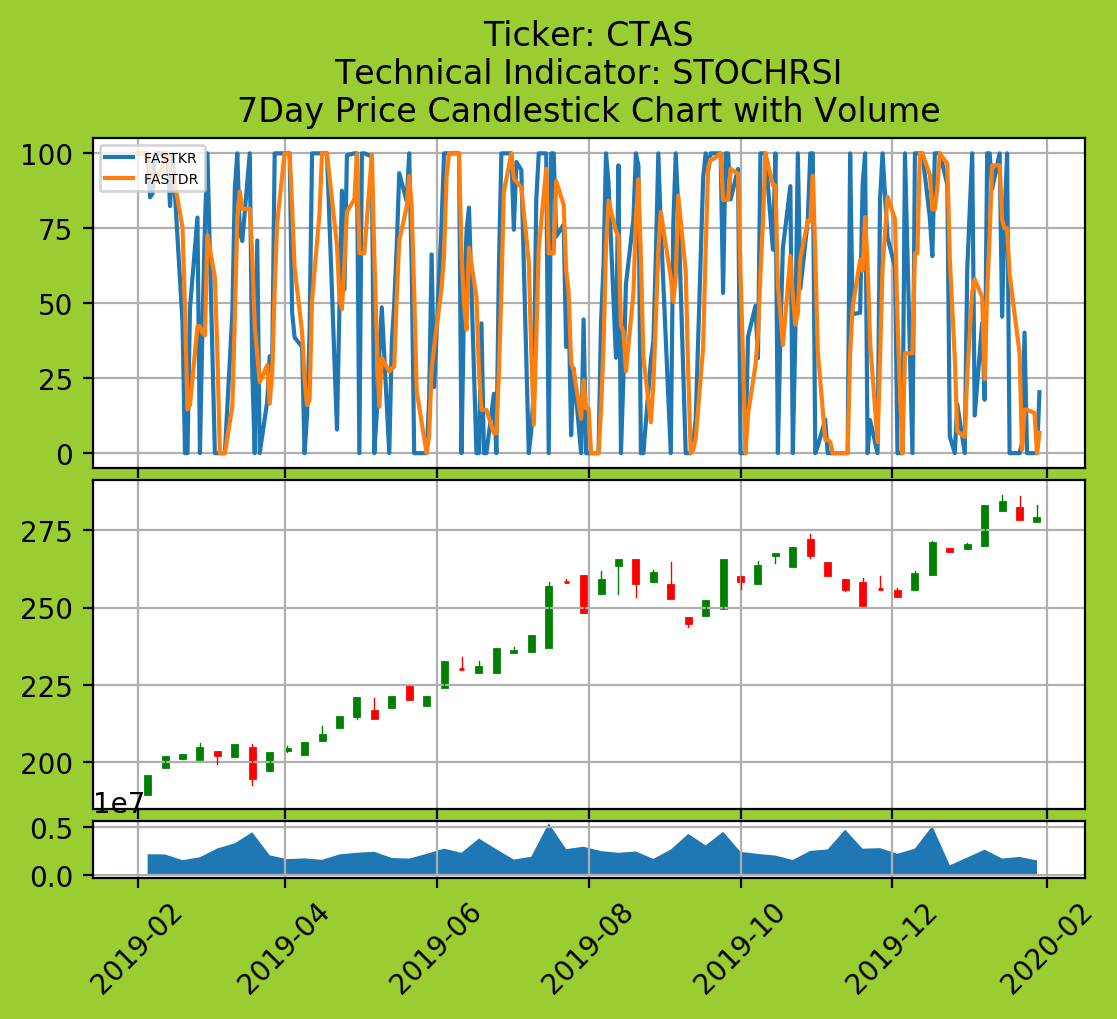 Ticker: CTAS
Technical Indicator: STOCHRSI
7Day Price Candlestick Chart with Volume
FASTKR
FASTDR
100
75
50
25
0
275
250
225
200
1e7
0.5
0.0
2019-02 2019-04 2019-06 2019-08 2019-10 2019-12 2020-02